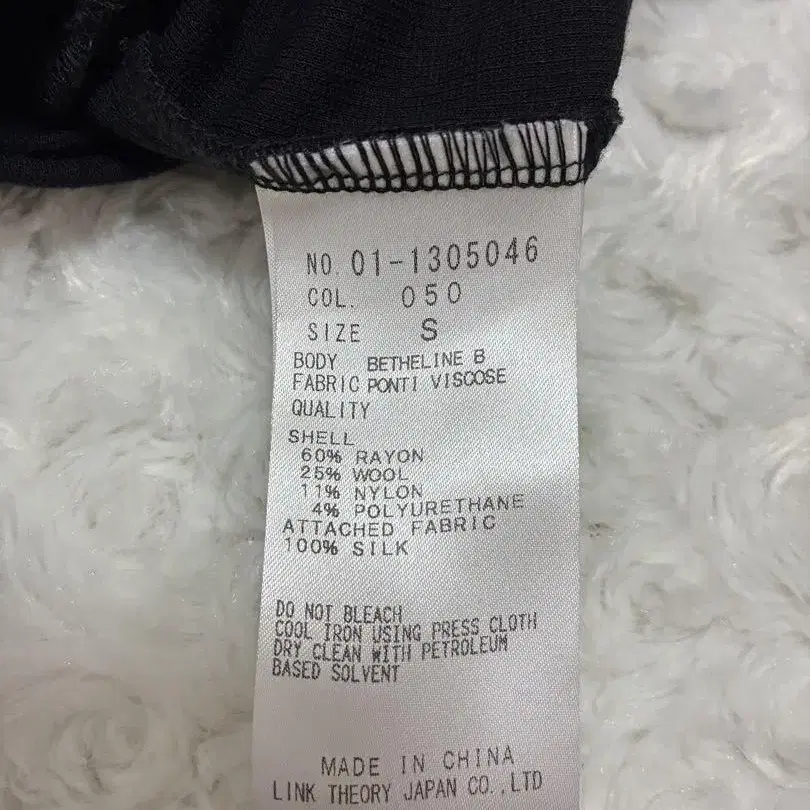 NO. 01-1305046
COL. 050
SIZE S
BODY BETHELINE B
FABRIC PONTI VISCOSE
QUALITY
SHELL
60% RAYON
25% WOOL
11% NYLON
4% POLYURETHANE
ATTACHED FABRIC
100% SILK
DO NOT BLEACH
COOL IRON USING PRESS CLOTH
DRY CLEAN WITH PETROLEUM
BASED SOLVENT
MADE IN CHINA
LINK THEORY JAPAN CO.,LTD